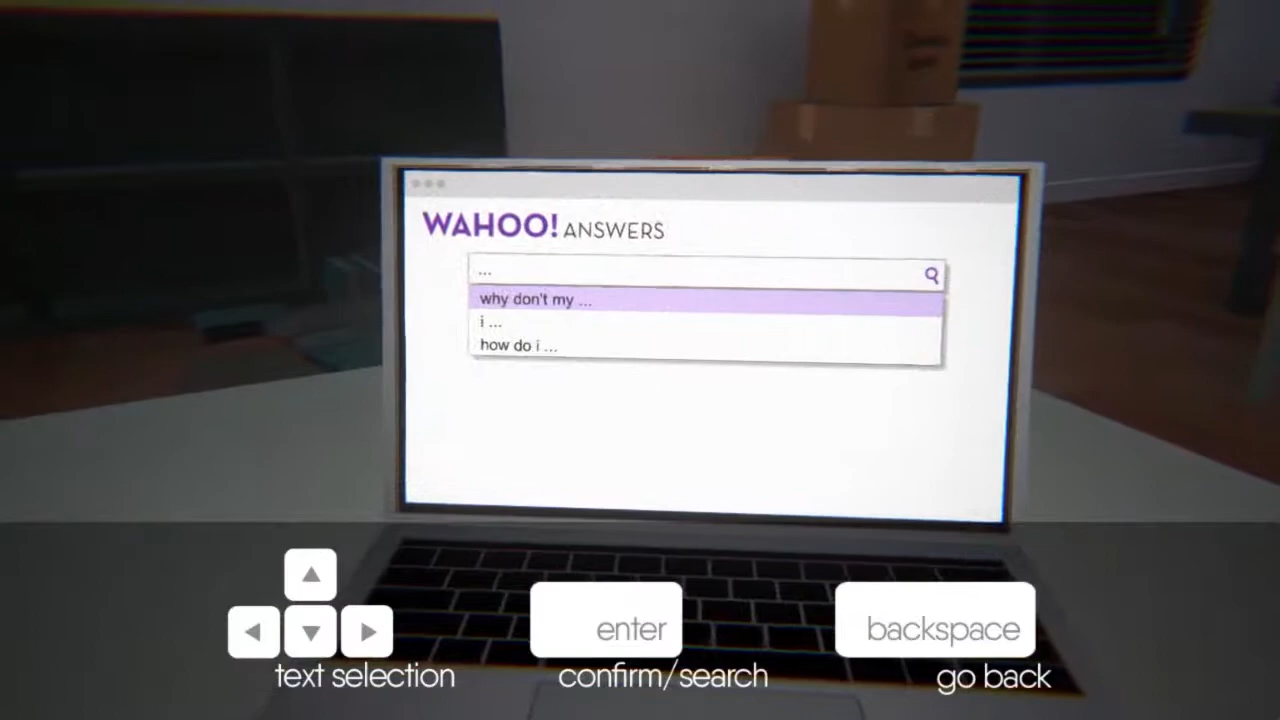 WAHOO! ANSWERS
...
why don't my ...
i ...
how do i ...
enter
backspace
text selection
confirm/search
go back